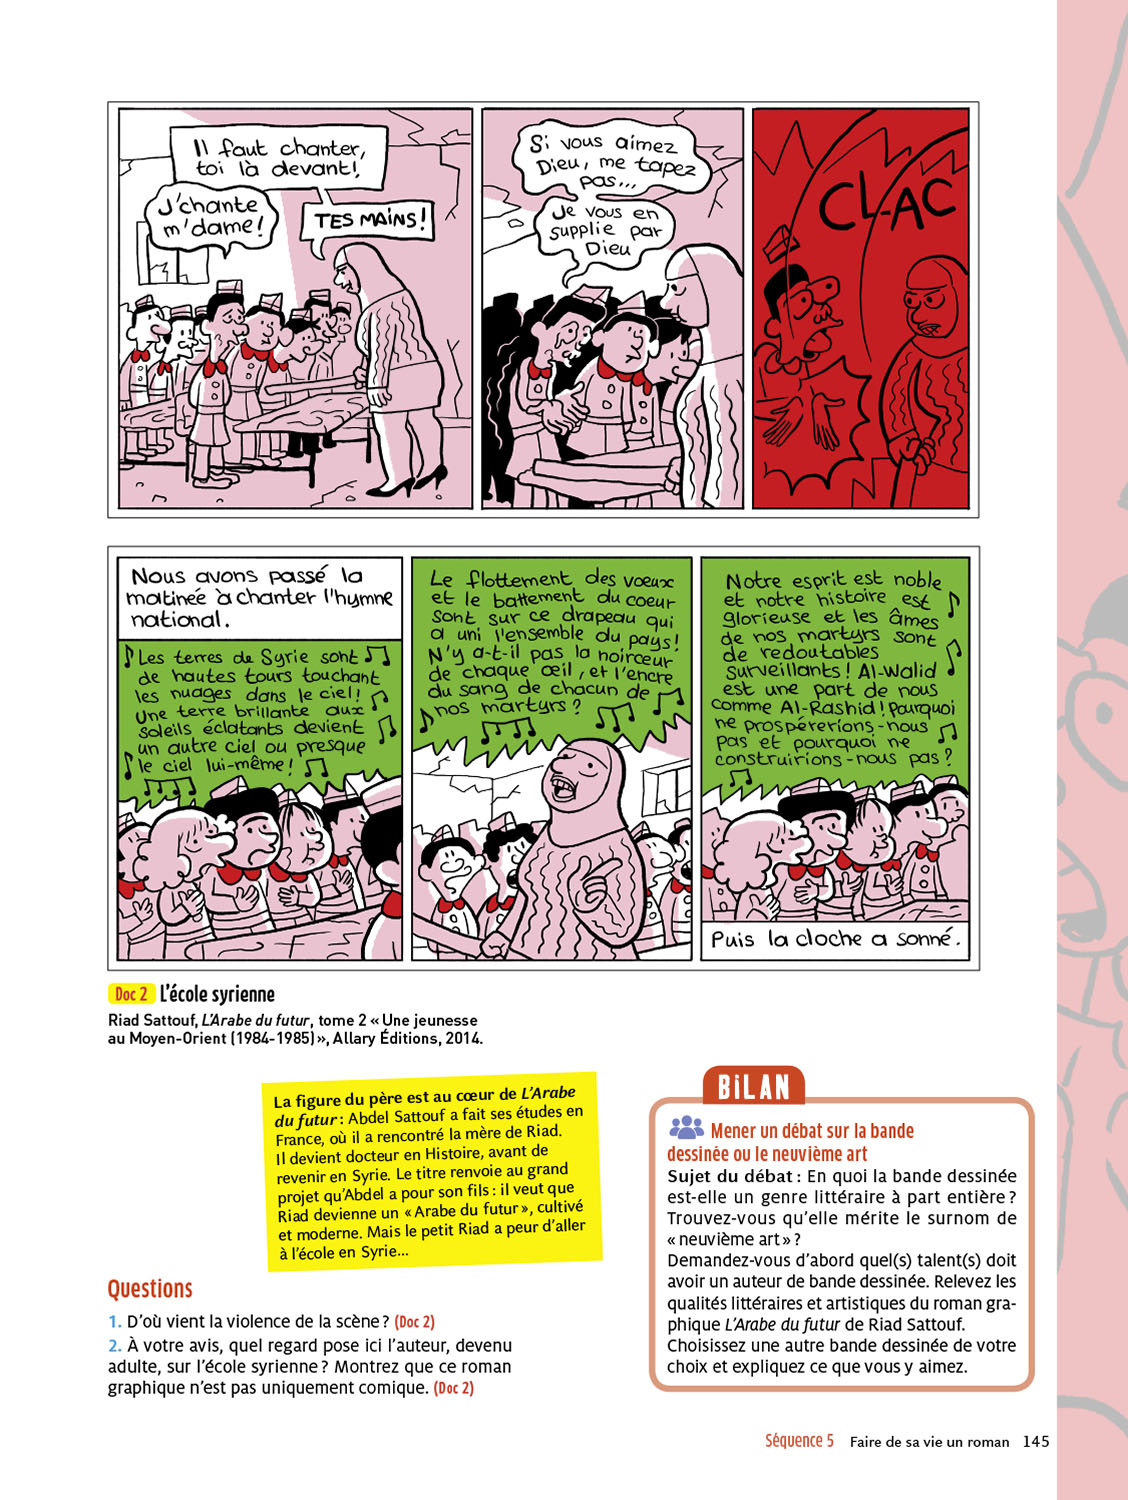 Il faut chanter,
toi là devant!
J'chante
m'dame!
TES MAINS!
Si vous aimez
Dieu, me tapez
pas...
Je vous en
supplie par
Dieu
CLAC
Nous avons passé la
matinée à chanter l'hymne
national.
Les terres de Syrie sont
de hautes tours touchant
les nuages dans le ciel!
Une terre brillante aux
soleils éclatants devient
un autre ciel ou presque
le ciel lui-même!
Le flottement des vœux
et le battement du coeur
sont sur ce drapeau qui
a uni l'ensemble du pays!
N'y a-t-il pas la noirceur
de chaque œil, et l'encre
du sang de chacun de
nos martyrs?
Notre esprit est noble
et notre histoire est
glorieuse et les âmes
de nos martyrs sont
de redoutables
surveillants! Al-Walid
est une part de nous
comme Al-Rashid! Pourquoi
ne prospérerions-nous
pas et pourquoi ne
construirions-nous pas?
Puis la cloche a sonné.
Doc 2 L'école syrienne
Riad Sattouf, L'Arabe du futur, tome 2 « Une jeunesse
au Moyen-Orient (1984-1985) », Allary Éditions, 2014.
La figure du père est au cœur de L'Arabe
du futur : Abdel Sattouf a fait ses études en
France, où il a rencontré la mère de Riad.
Il devient docteur en Histoire, avant de
revenir en Syrie. Le titre renvoie au grand
projet qu'Abdel a pour son fils : il veut que
Riad devienne un « Arabe du futur », cultivé
et moderne. Mais le petit Riad a peur d'aller
à l'école en Syrie...
Questions
1. D'où vient la violence de la scène ? (Doc 2)
2. À votre avis, quel regard pose ici l'auteur, devenu
adulte, sur l'école syrienne ? Montrez que ce roman
graphique n'est pas uniquement comique. (Doc 2)
BiLAN
Mener un débat sur la bande
dessinée ou le neuvième art
Sujet du débat : En quoi la bande dessinée
est-elle un genre littéraire à part entière ?
Trouvez-vous qu'elle mérite le surnom de
« neuvième art » ?
Demandez-vous d'abord quel(s) talent(s) doit
avoir un auteur de bande dessinée. Relevez les
qualités littéraires et artistiques du roman gra-
phique L'Arabe du futur de Riad Sattouf.
Choisissez une autre bande dessinée de votre
choix et expliquez ce que vous y aimez.
Séquence 5 Faire de sa vie un roman 145